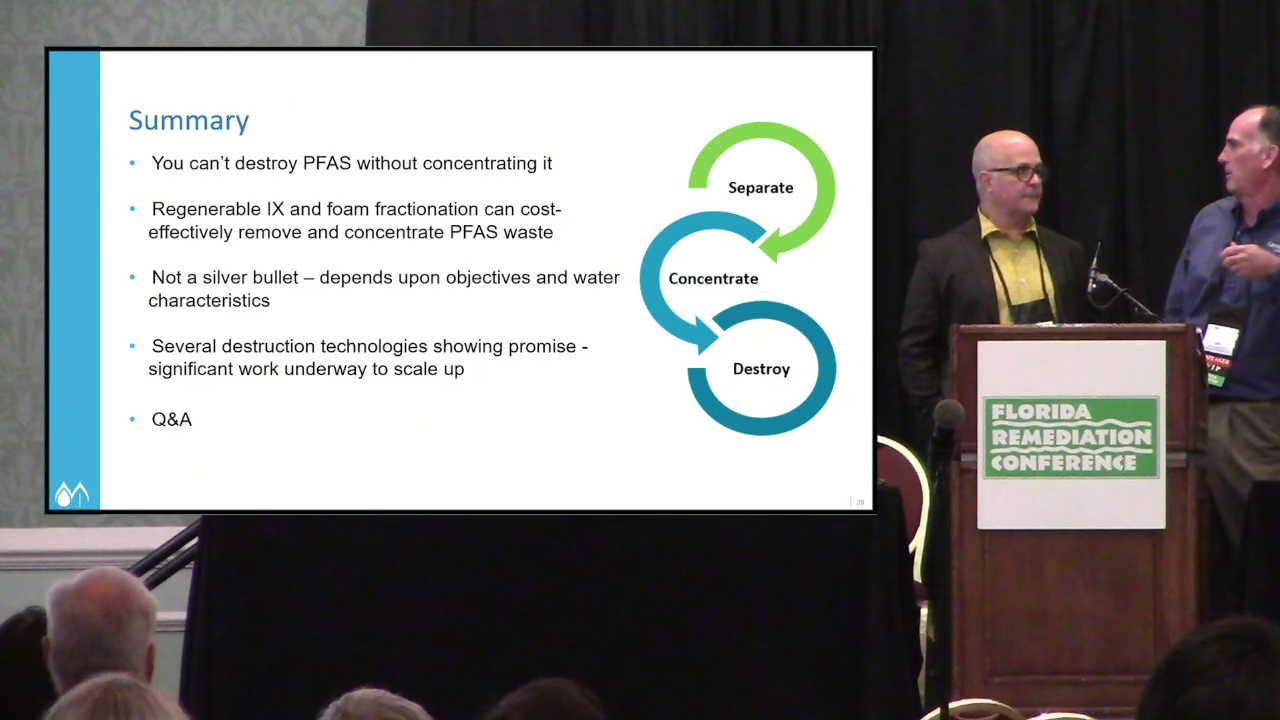 Summary
• You can't destroy PFAS without concentrating it
• Regenerable IX and foam fractionation can cost-
effectively remove and concentrate PFAS waste
• Not a silver bullet – depends upon objectives and water
characteristics
• Several destruction technologies showing promise -
significant work underway to scale up
• Q&A
Separate
Concentrate
Destroy
20
FLORIDA
REMEDIATION
CONFERENCE